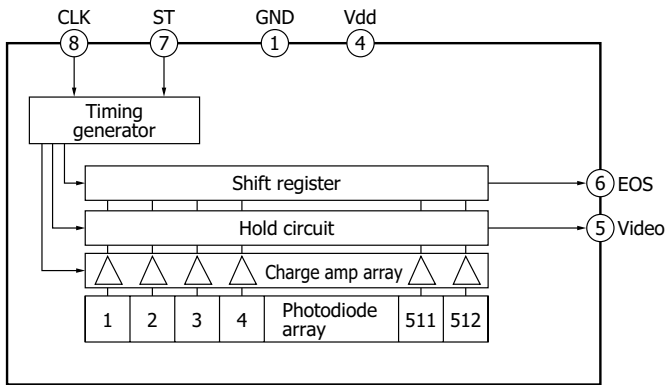 CLK ST GND Vdd
8 7 1 4
Timing
generator
Shift register
6 EOS
Hold circuit
5 Video
Charge amp array
1 2 3 4 Photodiode
array 511 512